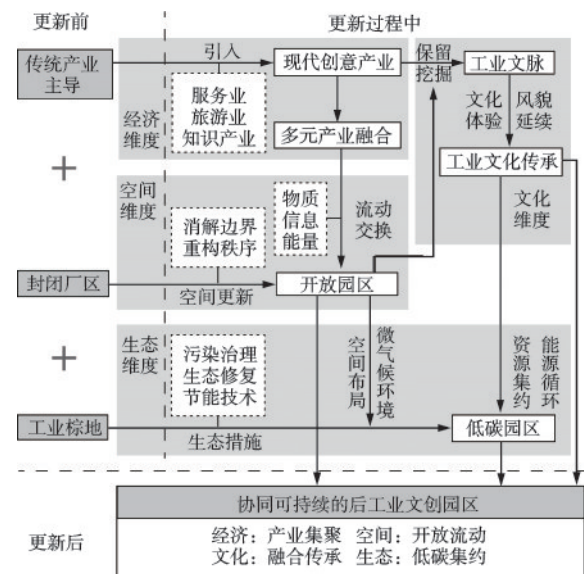 更新前
更新过程中
传统产业
主导
引入
现代创意产业
保留
挖掘
工业文脉
服务业
旅游业
知识产业
经济
维度
多元产业融合
文化
体验
风貌
延续
工业文化传承
空间
维度
消解边界
重构秩序
物质
信息
能量
流动
交换
文化
维度
封闭厂区
空间更新
开放园区
生态
维度
污染治理
生态修复
节能技术
空间布局
微气候环境
资源集约
能源循环
工业棕地
生态措施
低碳园区
协同可持续的后工业文创园区
更新后
经济：产业集聚 空间：开放流动
文化：融合传承 生态：低碳集约